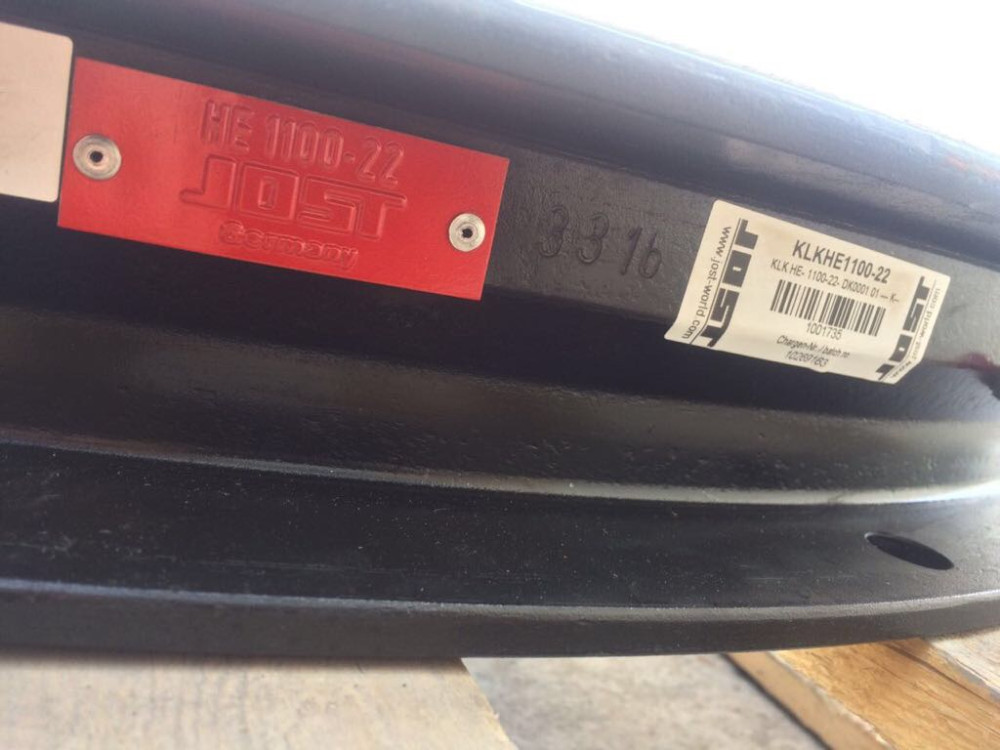 HE 1100-22
JOST
Germany
3316
JOST
www.jost-world.com
KLKHE1100-22
KLK HE- 1100-22- DK0001 01 --- K--
1001735
Chargen-Nr. / batch no
JOST